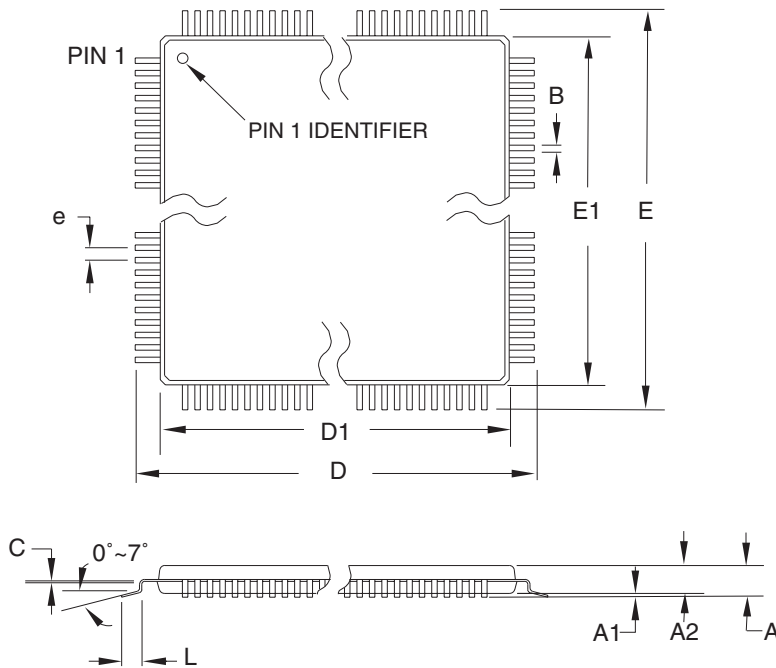 PIN 1
PIN 1 IDENTIFIER
B
e
E1
E
D1
D
C
0°~7°
A1
A2
A
L